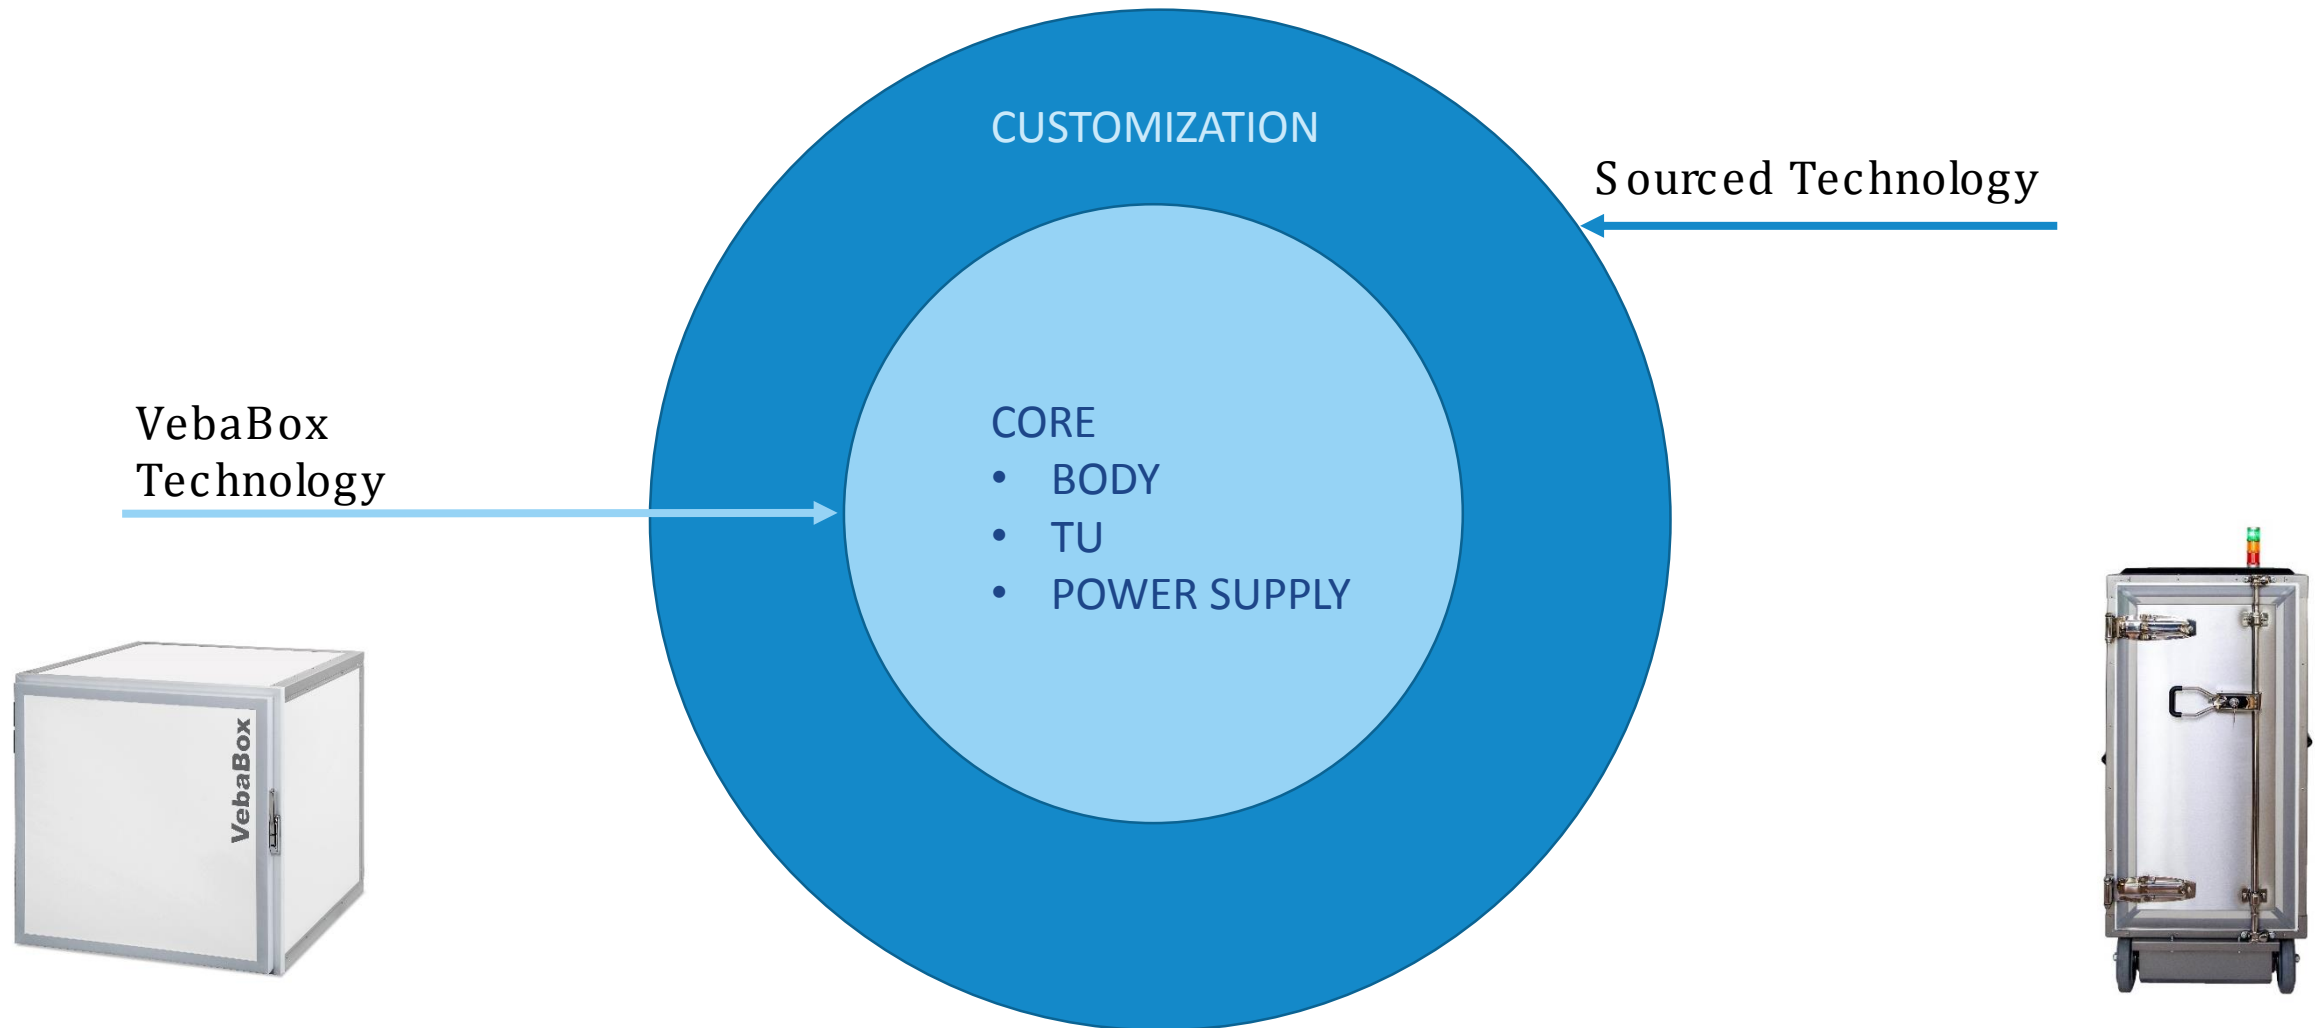 CUSTOMIZATION
Sourced Technology
VebaBox
Technology
CORE
• BODY
• TU
• POWER SUPPLY
VebaBox